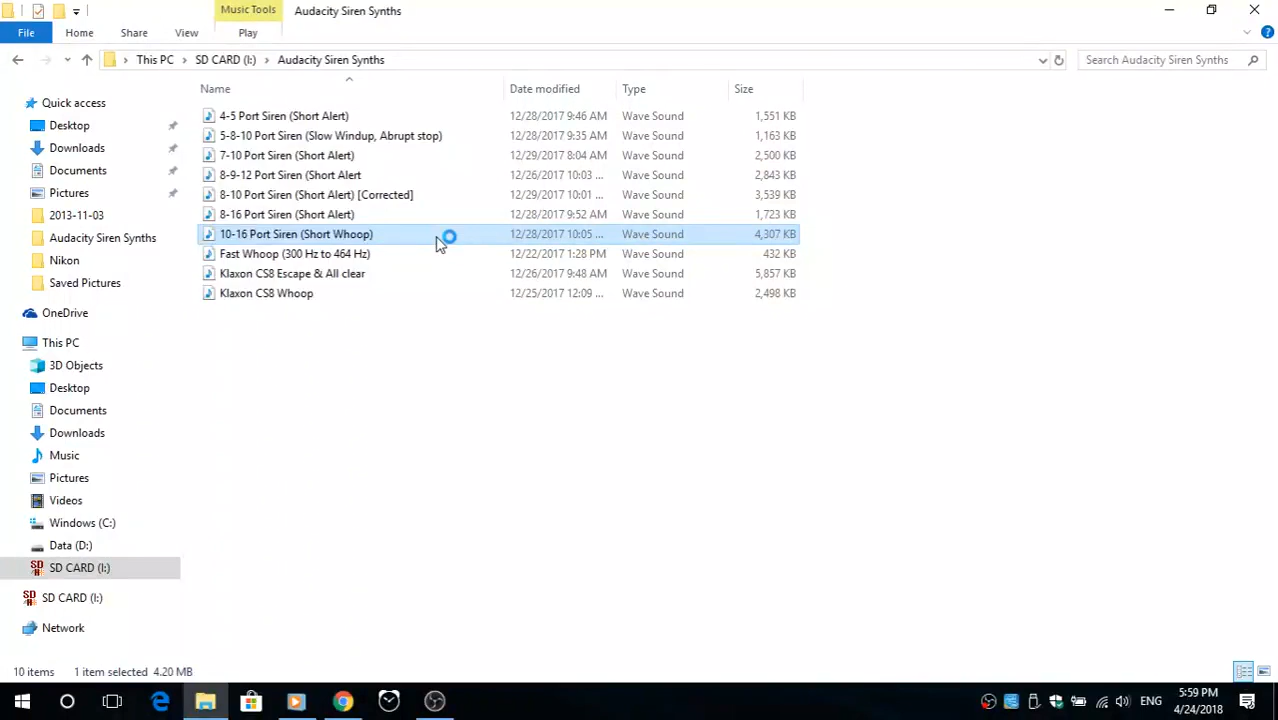 Music Tools
Audacity Siren Synths
File
Home
Share
View
Play
This PC
SD CARD (I:)
Audacity Siren Synths
Search Audacity Siren Synths
Name
Date modified
Type
Size
Quick access
Desktop
Downloads
Documents
Pictures
2013-11-03
Audacity Siren Synths
Nikon
Saved Pictures
OneDrive
This PC
3D Objects
Desktop
Documents
Downloads
Music
Pictures
Videos
Windows (C:)
Data (D:)
SD CARD (I:)
SD CARD (I:)
Network
4-5 Port Siren (Short Alert) 12/28/2017 9:46 AM Wave Sound 1,551 KB
5-8-10 Port Siren (Slow Windup, Abrupt stop) 12/28/2017 9:35 AM Wave Sound 1,163 KB
7-10 Port Siren (Short Alert) 12/29/2017 8:04 AM Wave Sound 2,500 KB
8-9-12 Port Siren (Short Alert 12/26/2017 10:03 ... Wave Sound 2,843 KB
8-10 Port Siren (Short Alert) [Corrected] 12/29/2017 10:01 ... Wave Sound 3,539 KB
8-16 Port Siren (Short Alert) 12/28/2017 9:52 AM Wave Sound 1,723 KB
10-16 Port Siren (Short Whoop) 12/28/2017 10:05 ... Wave Sound 4,307 KB
Fast Whoop (300 Hz to 464 Hz) 12/22/2017 1:28 PM Wave Sound 432 KB
Klaxon CS8 Escape & All clear 12/26/2017 9:48 AM Wave Sound 5,857 KB
Klaxon CS8 Whoop 12/25/2017 12:09 ... Wave Sound 2,498 KB
10 items
1 item selected 4.20 MB
ENG
5:59 PM
4/24/2018